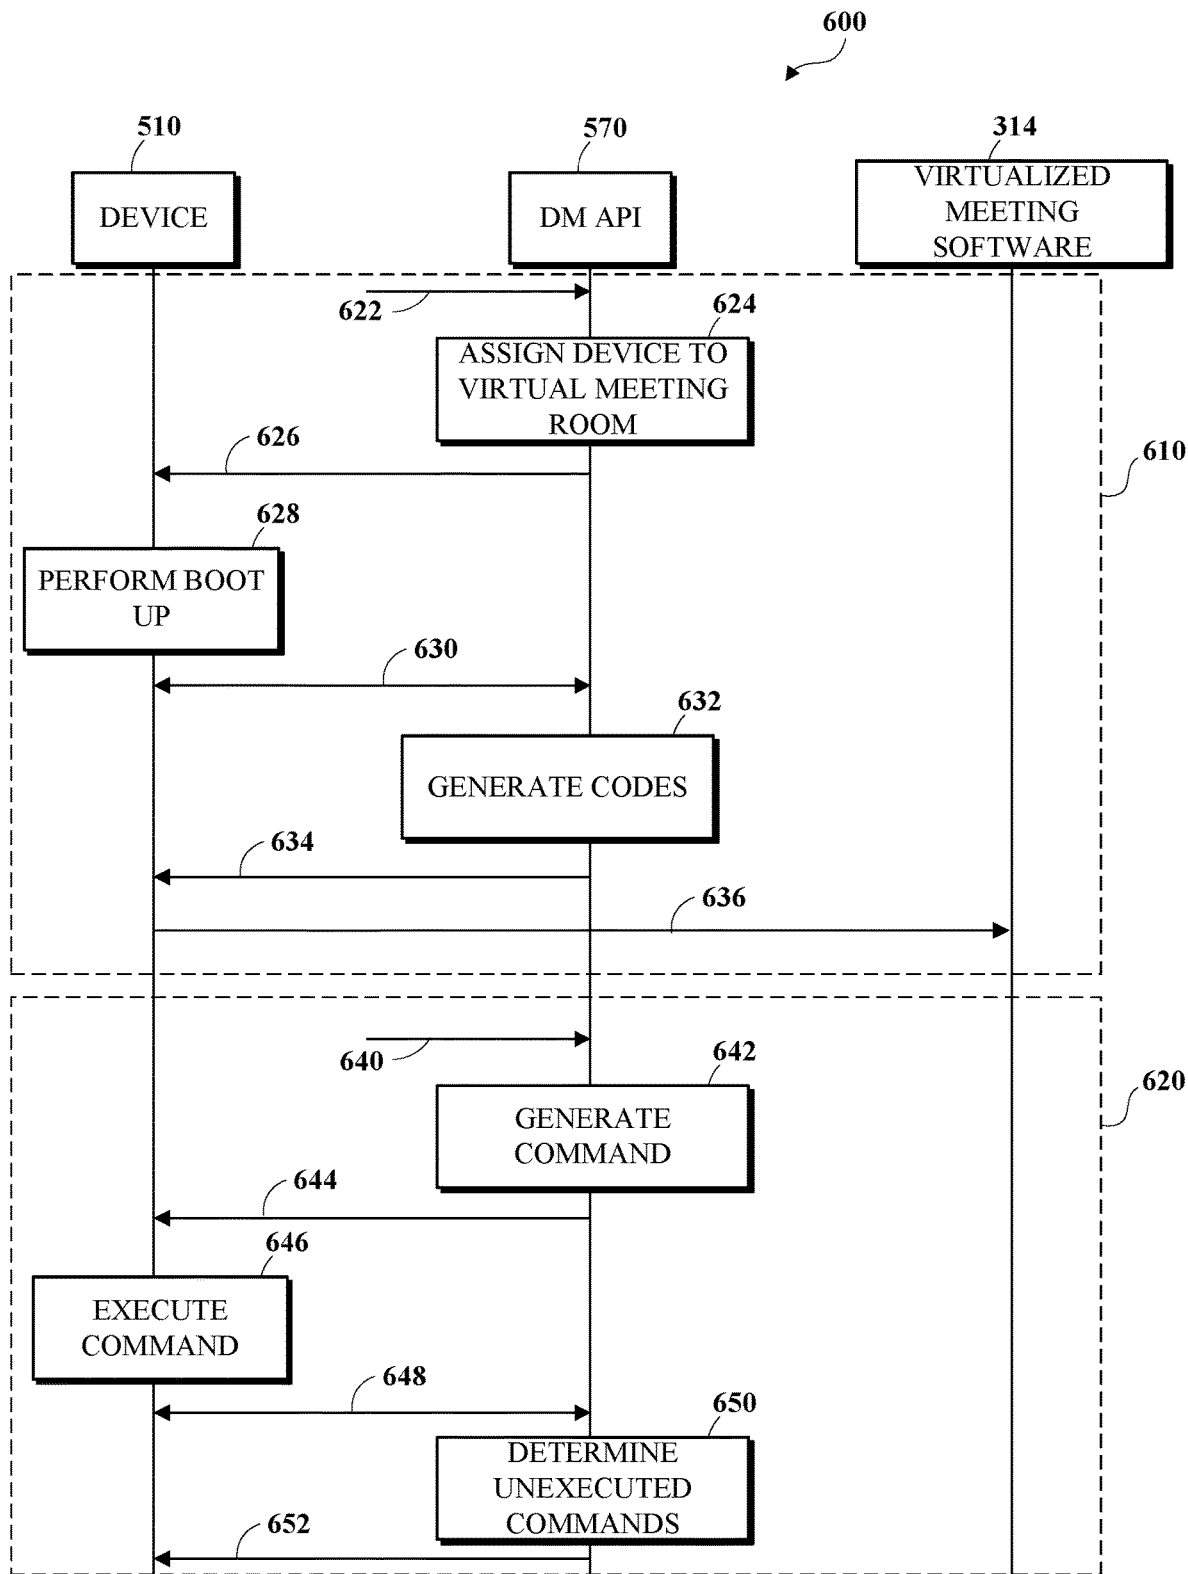 600
510
570
314
DEVICE
DM API
VIRTUALIZED
MEETING
SOFTWARE
622
624
ASSIGN DEVICE TO
VIRTUAL MEETING
ROOM
626
610
628
PERFORM BOOT
UP
630
632
GENERATE CODES
634
636
640
642
620
GENERATE
COMMAND
644
646
EXECUTE
COMMAND
648
650
DETERMINE
UNEXECUTED
COMMANDS
652